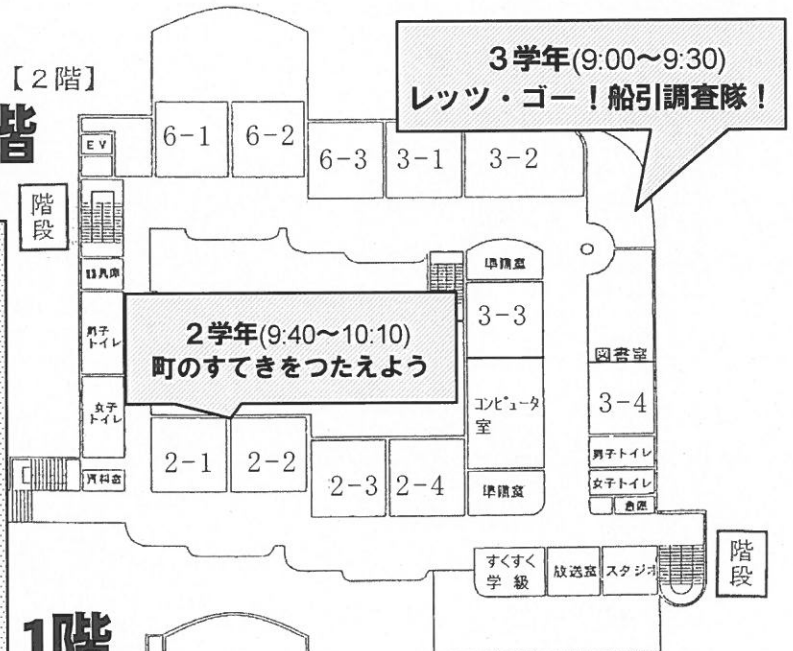 【2階】
階
3学年(9:00～9:30)
レッツ・ゴー！船引調査隊！
EV
6-1
6-2
6-3
3-1
3-2
階段
準備室
男子トイレ
2学年(9:40～10:10)
町のすてきをつたえよう
3-3
図書室
女子トイレ
コンピュータ室
3-4
2-1
2-2
2-3
2-4
男子トイレ
女子トイレ
倉庫
資料室
準備室
すくすく学級
放送室
スタジオ
階段
1階